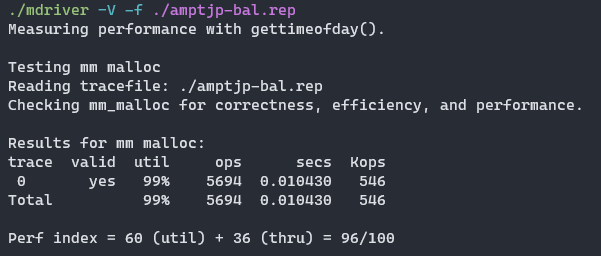 ./mdriver -V -f ./amptjp-bal.rep
Measuring performance with gettimeofday().
Testing mm malloc
Reading tracefile: ./amptjp-bal.rep
Checking mm_malloc for correctness, efficiency, and performance.
Results for mm malloc:
trace  valid  util     ops      secs  Kops
 0       yes   99%    5694  0.010430   546
Total          99%    5694  0.010430   546
Perf index = 60 (util) + 36 (thru) = 96/100